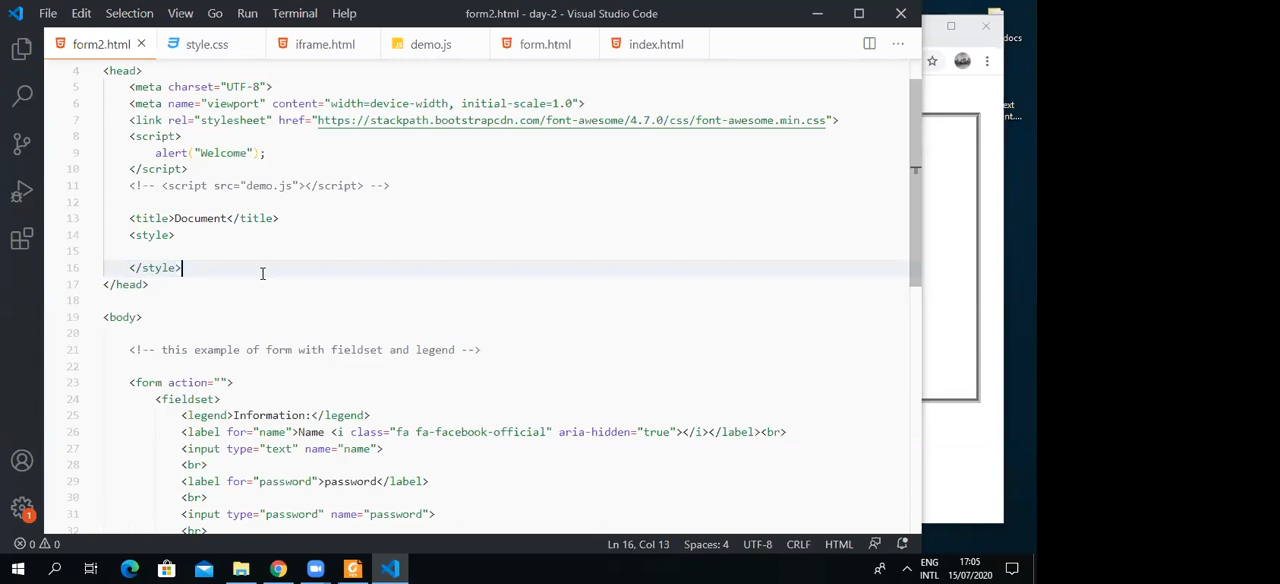 File Edit Selection View Go Run Terminal Help form2.html - day-2 - Visual Studio Code
form2.html style.css iframe.html demo.js form.html index.html
docs
4 <head>
5 <meta charset="UTF-8">
6 <meta name="viewport" content="width=device-width, initial-scale=1.0">
7 <link rel="stylesheet" href="https://stackpath.bootstrapcdn.com/font-awesome/4.7.0/css/font-awesome.min.css">
8 <script>
9 alert("Welcome");
10 </script>
11 <!-- <script src="demo.js"></script> -->
12
13 <title>Document</title>
14 <style>
15
16 </style>
17 </head>
18
19 <body>
20
21 <!-- this example of form with fieldset and legend -->
22
23 <form action="">
24 <fieldset>
25 <legend>Information:</legend>
26 <label for="name">Name <i class="fa fa-facebook-official" aria-hidden="true"></i></label><br>
27 <input type="text" name="name">
28 <br>
29 <label for="password">password</label>
30 <br>
31 <input type="password" name="password">
32 <br>
ext
nt....
1
0 0 Ln 16, Col 13 Spaces: 4 UTF-8 CRLF HTML
ENG 17:05
INTL 15/07/2020